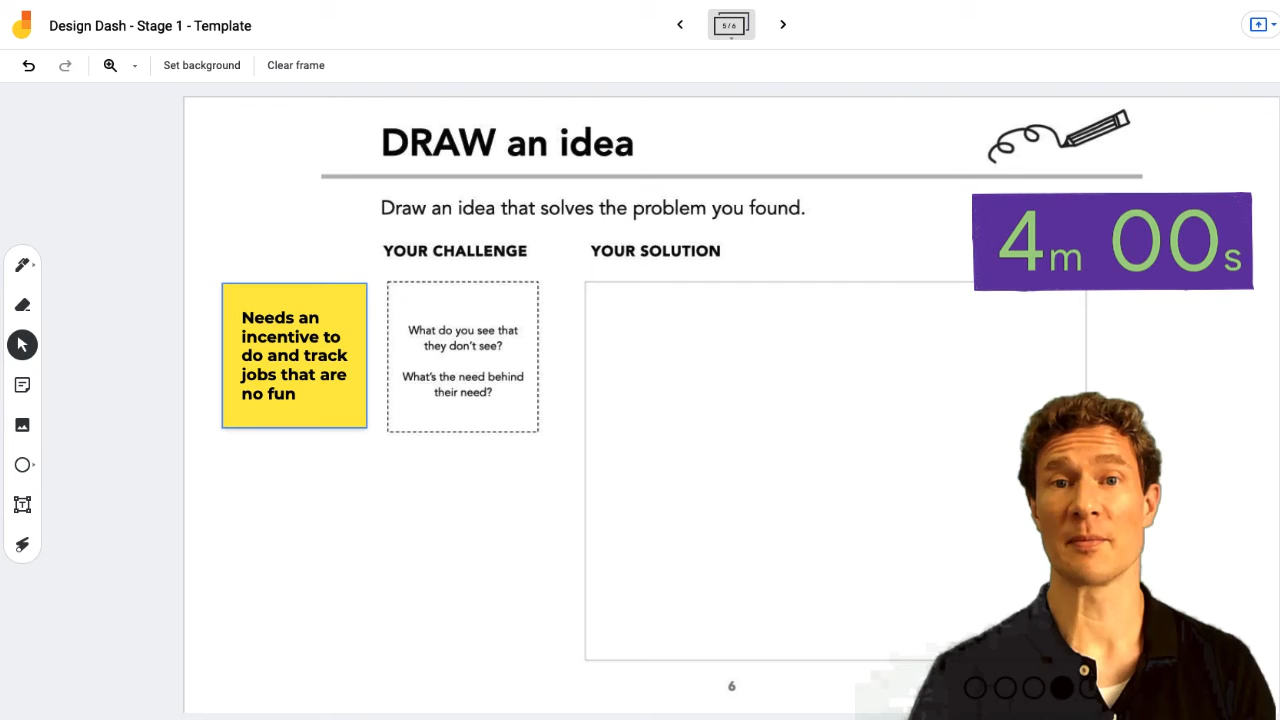 Design Dash - Stage 1 - Template
5 / 6
Set background
Clear frame
DRAW an idea
Draw an idea that solves the problem you found.
4m 00s
YOUR CHALLENGE
YOUR SOLUTION
Needs an
incentive to
do and track
jobs that are
no fun
What do you see that
they don't see?
What's the need behind
their need?
T
6